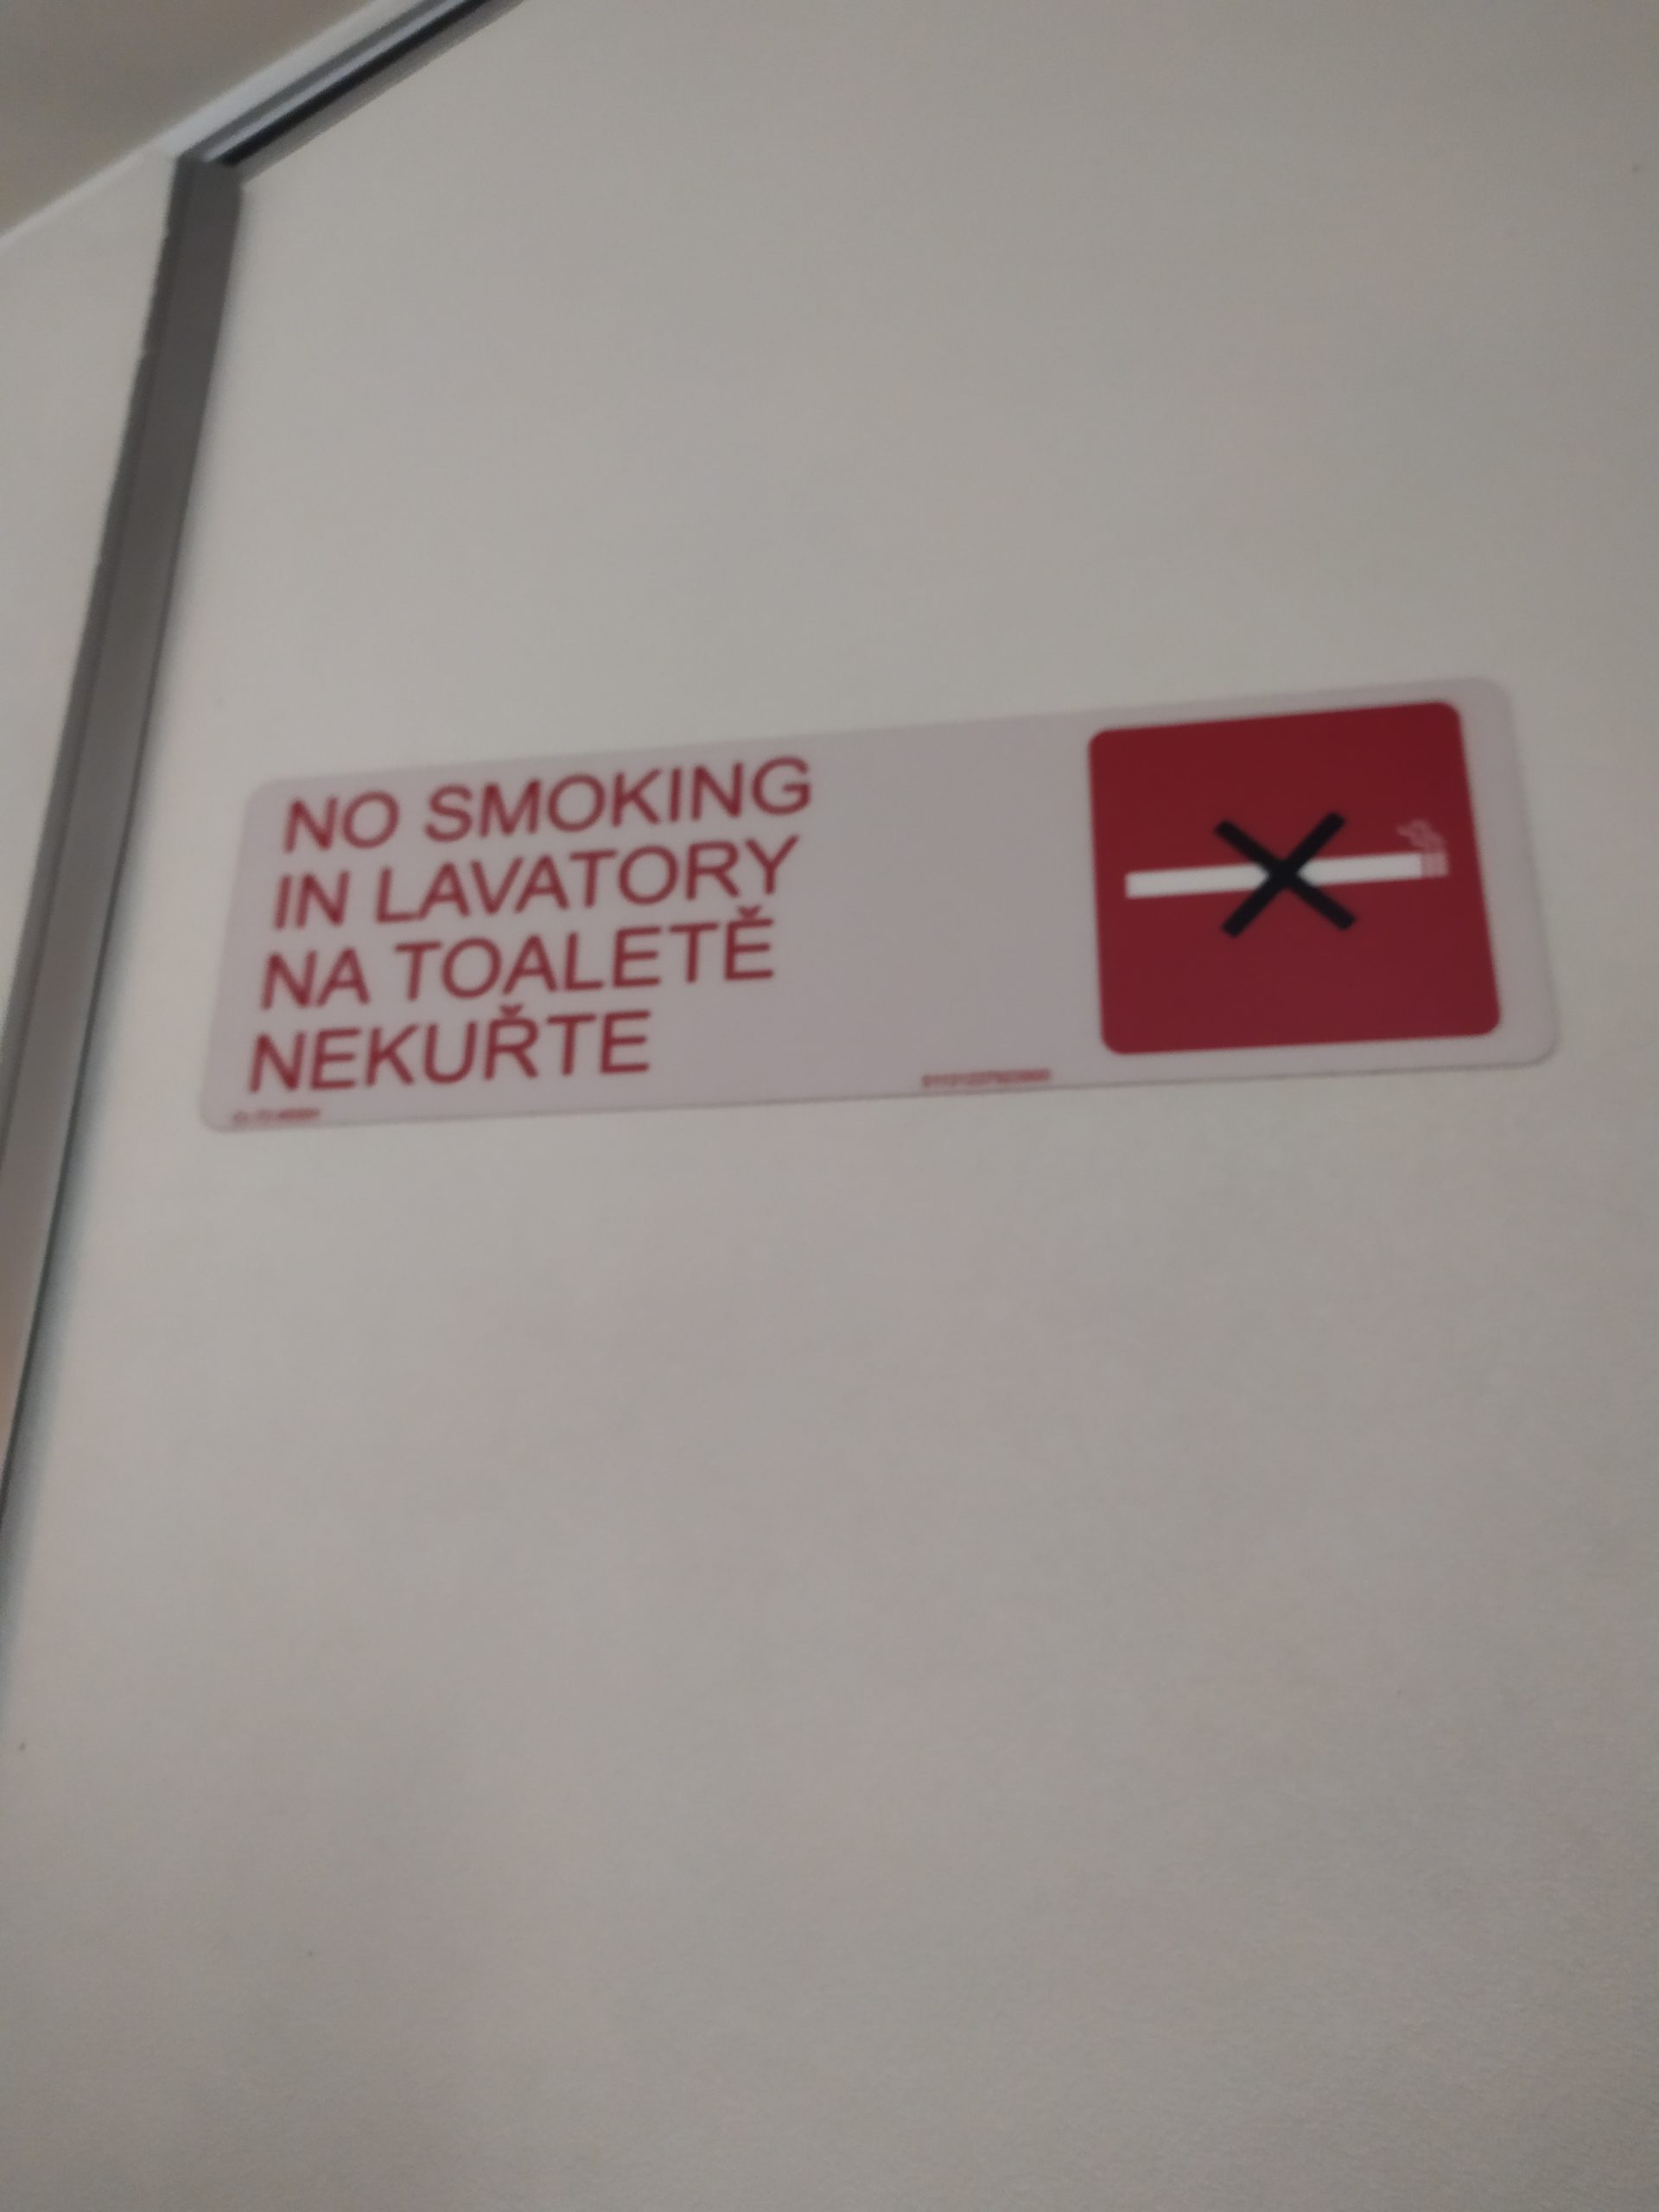 NO SMOKING
IN LAVATORY
NA TOALETĚ
NEKUŘTE